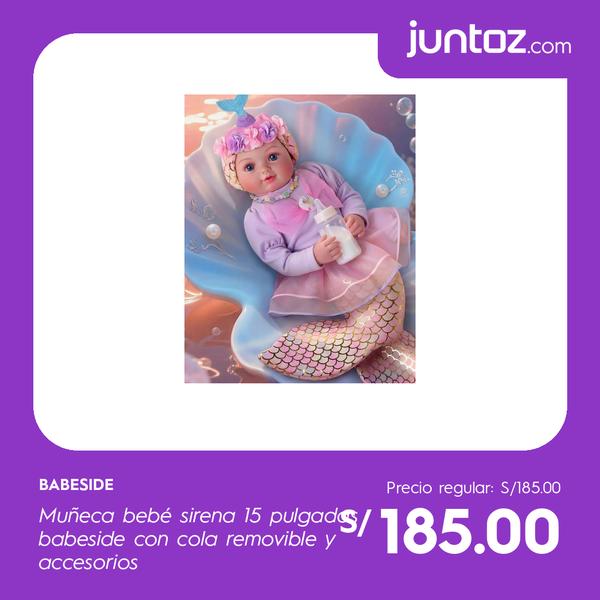 juntoz.com
BABESIDE
Precio regular: S/185.00
Muñeca bebé sirena 15 pulgadas
babeside con cola removible y
accesorios
S/185.00